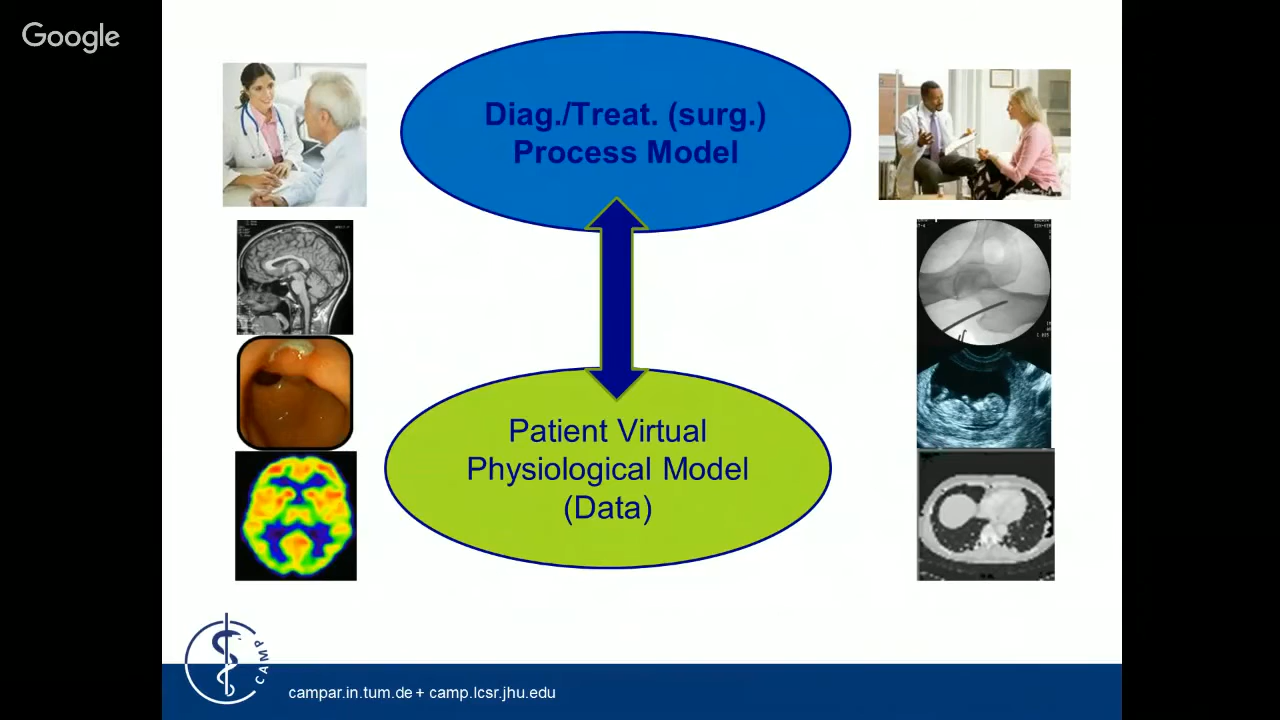 Google
Diag./Treat. (surg.)
Process Model
Patient Virtual
Physiological Model
(Data)
CAMP
campar.in.tum.de + camp.lcsr.jhu.edu